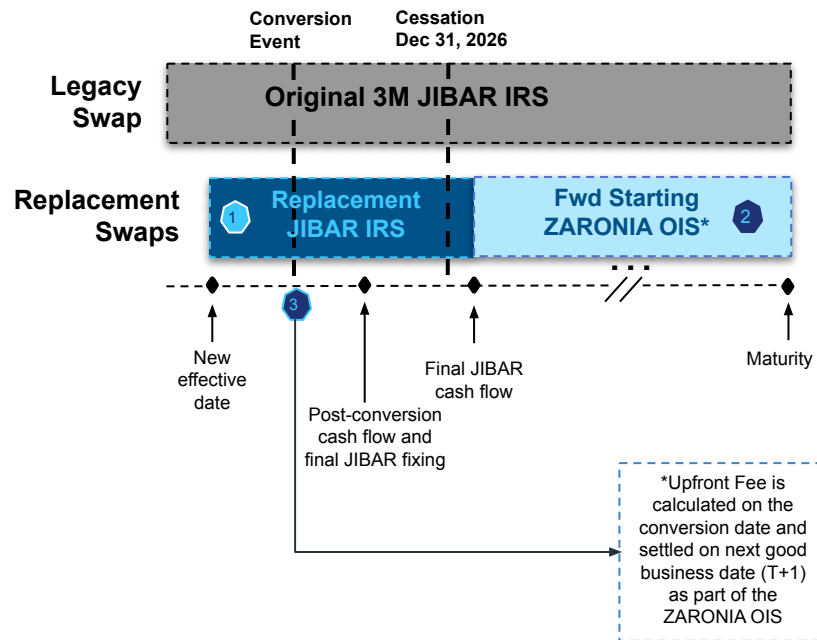 Conversion
Event
Cessation
Dec 31, 2026
Legacy
Swap
Original 3M JIBAR IRS
Replacement
Swaps
1
Replacement
JIBAR IRS
Fwd Starting
ZARONIA OIS*
2
...
3
New
effective
date
Post-conversion
cash flow and
final JIBAR fixing
Final JIBAR
cash flow
Maturity
*Upfront Fee is
calculated on the
conversion date and
settled on next good
business date (T+1)
as part of the
ZARONIA OIS